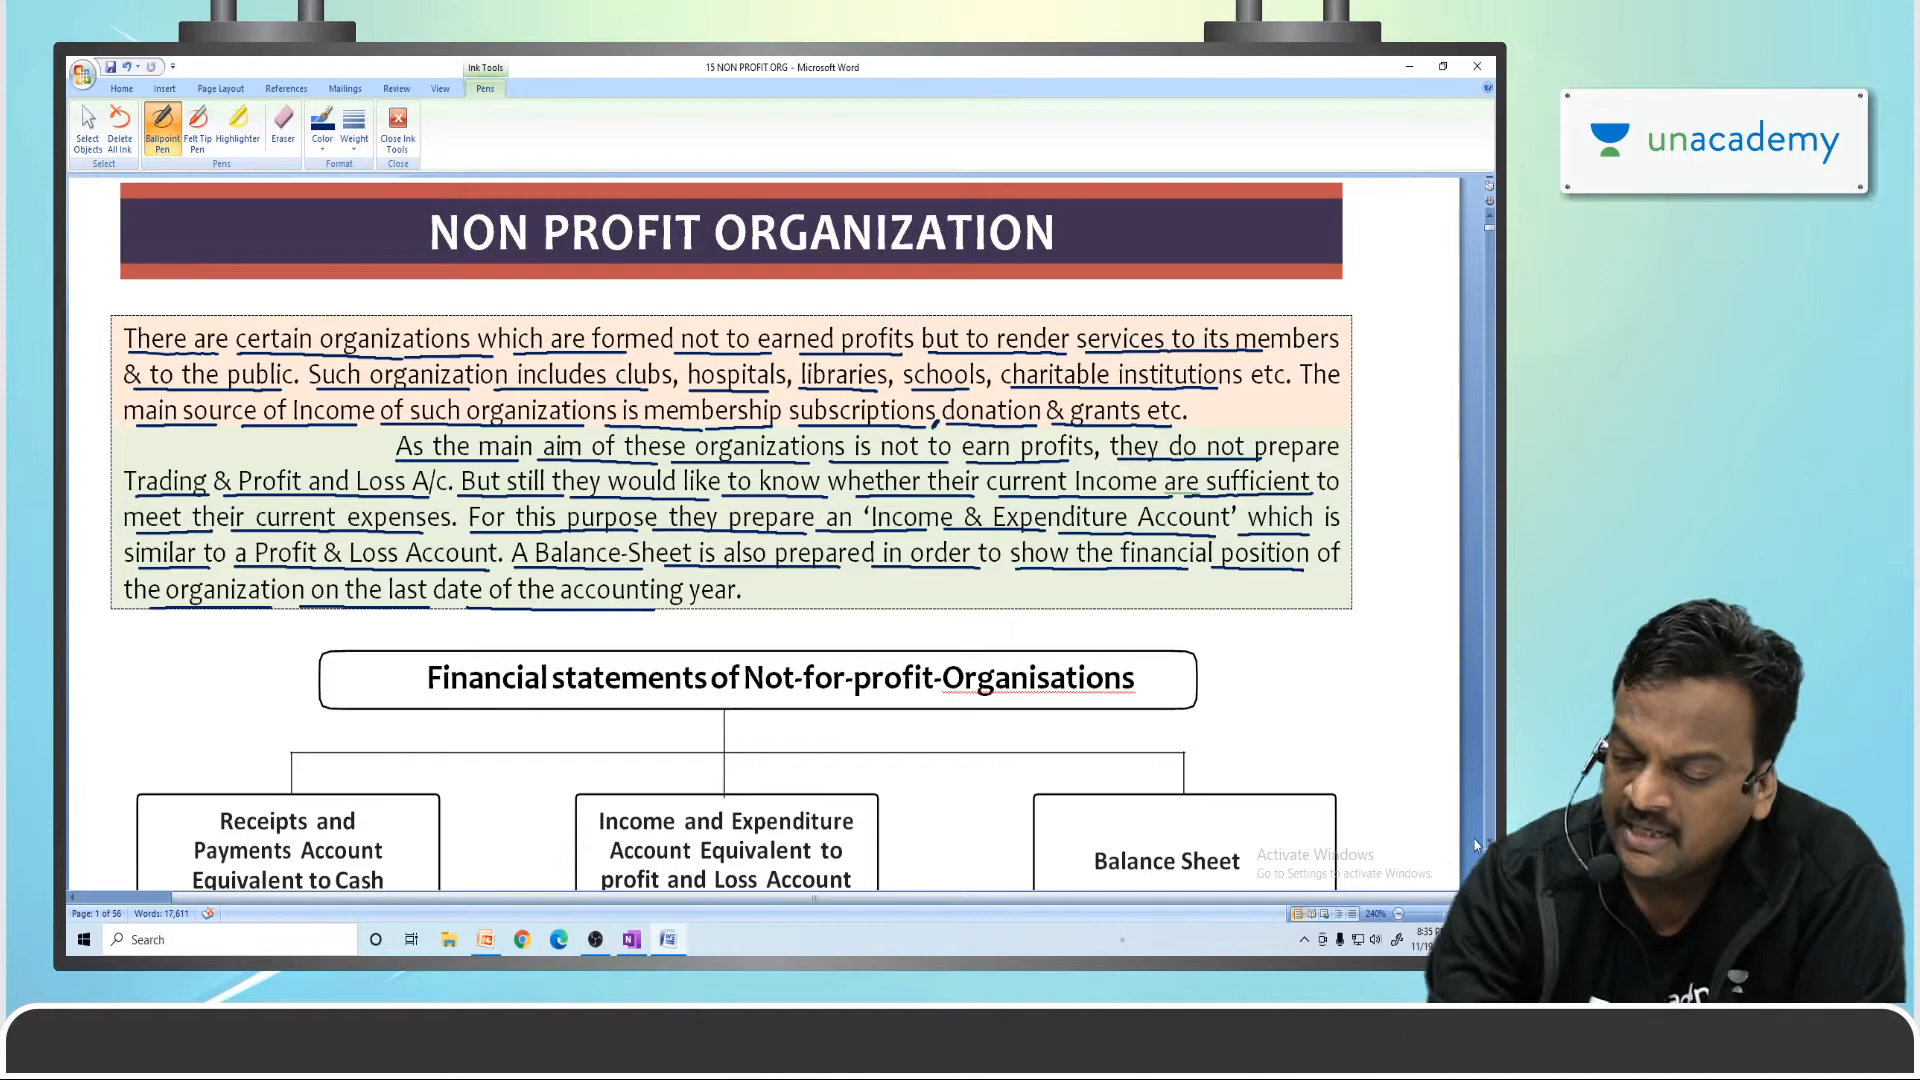 Ink Tools
15 NON PROFIT ORG - Microsoft Word
Home Insert Page Layout References Mailings Review View Pens
Select Objects
Delete All Ink
Ballpoint Pen
Felt Tip Pen
Highlighter
Eraser
Color
Weight
Close Ink Tools
Select Pens Format Close
unacademy
NON PROFIT ORGANIZATION
There are certain organizations which are formed not to earned profits but to render services to its members
& to the public. Such organization includes clubs, hospitals, libraries, schools, charitable institutions etc. The
main source of Income of such organizations is membership subscriptions, donation & grants etc.
As the main aim of these organizations is not to earn profits, they do not prepare
Trading & Profit and Loss A/c. But still they would like to know whether their current Income are sufficient to
meet their current expenses. For this purpose they prepare an ‘Income & Expenditure Account’ which is
similar to a Profit & Loss Account. A Balance-Sheet is also prepared in order to show the financial position of
the organization on the last date of the accounting year.
Financial statements of Not-for-profit-Organisations
Receipts and
Payments Account
Equivalent to Cash
Income and Expenditure
Account Equivalent to
profit and Loss Account
Balance Sheet
Activate Windows
Go to Settings to activate Windows.
Page: 1 of 56 Words: 17,611
240%
Search
8:35
11/19